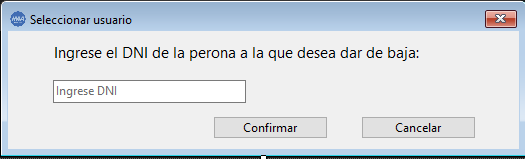 Seleccionar usuario
Ingrese el DNI de la perona a la que desea dar de baja:
Ingrese DNI
Confirmar
Cancelar